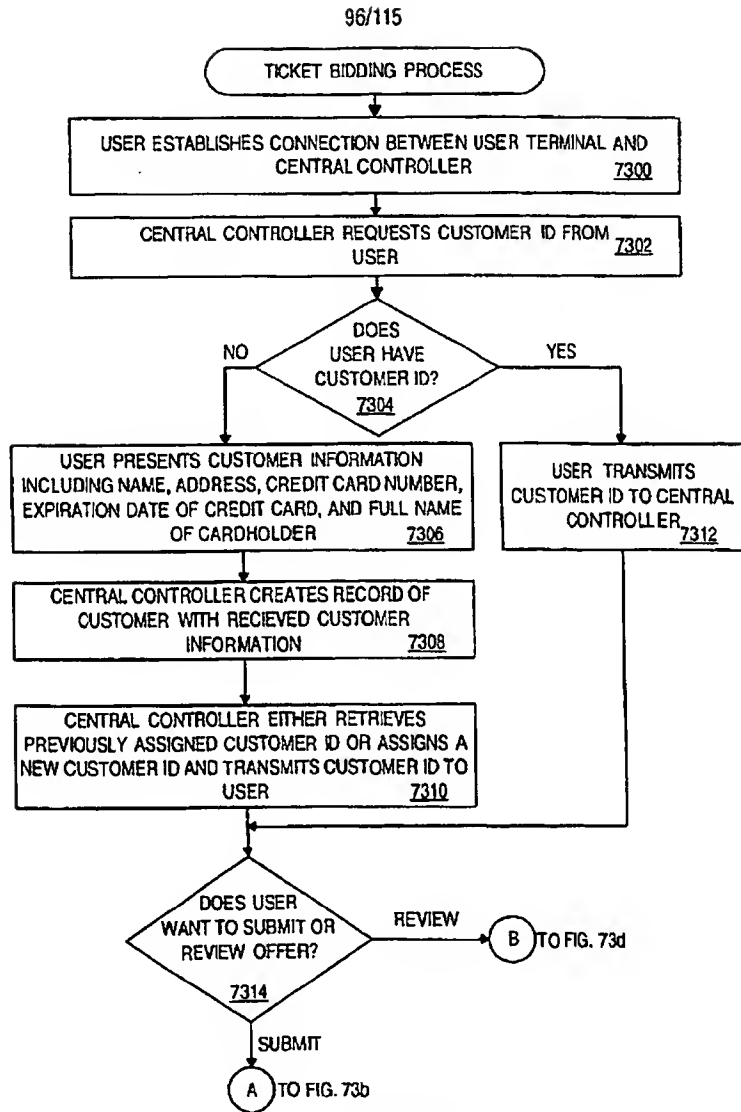 96/115
TICKET BIDDING PROCESS
USER ESTABLISHES CONNECTION BETWEEN USER TERMINAL AND
CENTRAL CONTROLLER 7300
CENTRAL CONTROLLER REQUESTS CUSTOMER ID FROM
USER 7302
DOES
USER HAVE
CUSTOMER ID?
7304
NO
YES
USER PRESENTS CUSTOMER INFORMATION
INCLUDING NAME, ADDRESS, CREDIT CARD NUMBER,
EXPIRATION DATE OF CREDIT CARD, AND FULL NAME
OF CARDHOLDER 7306
USER TRANSMITS
CUSTOMER ID TO CENTRAL
CONTROLLER 7312
CENTRAL CONTROLLER CREATES RECORD OF
CUSTOMER WITH RECIEVED CUSTOMER
INFORMATION 7308
CENTRAL CONTROLLER EITHER RETRIEVES
PREVIOUSLY ASSIGNED CUSTOMER ID OR ASSIGNS A
NEW CUSTOMER ID AND TRANSMITS CUSTOMER ID TO
USER 7310
DOES USER
WANT TO SUBMIT OR
REVIEW OFFER?
7314
REVIEW
B TO FIG. 73d
SUBMIT
A TO FIG. 73b